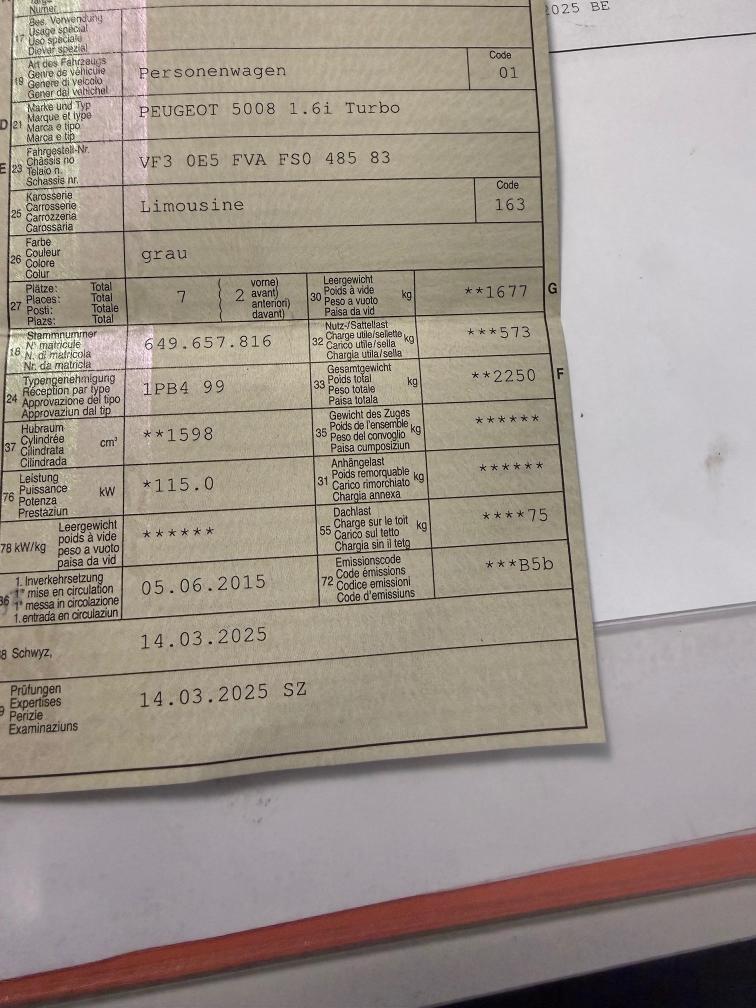 Numer
2025 BE
17 Bes. Verwendung
Usage spécial
Uso speciale
Diever spezial
19 Art des Fahrzeugs
Genre de véhicule
Genere di veicolo
Gener dal vehichel
Personenwagen
Code
01
D 21 Marke und Typ
Marque et type
Marca e tipo
Marca e tip
PEUGEOT 5008 1.6i Turbo
E 23 Fahrgestell-Nr.
Châssis no
Telaio n.
Schassis nr.
VF3 0E5 FVA FS0 485 83
25 Karosserie
Carrosserie
Carrozzeria
Carossaria
Limousine
Code
163
26 Farbe
Couleur
Colore
Colur
grau
27 Plätze: Total
Places: Total
Posti: Totale
Plazs: Total
7
2
vorne)
avant)
anteriori)
davant)
30 Leergewicht
Poids à vide
Peso a vuoto
Paisa da vid
kg
**1677
G
18 Stammnummer
N° matricule
N. di matricola
Nr. da matricla
649.657.816
32 Nutz-/Sattellast
Charge utile/sellette
Carico utile/sella
Chargia utila/sella
kg
***573
24 Typengenehmigung
Réception par type
Approvazione del tipo
Approvaziun dal tip
1PB4 99
33 Gesamtgewicht
Poids total
Peso totale
Paisa totala
kg
**2250
F
37 Hubraum
Cylindrée
Cilindrata
Cilindrada
cm³
**1598
35 Gewicht des Zuges
Poids de l'ensemble
Peso del convoglio
Paisa cumposiziun
kg
******
76 Leistung
Puissance
Potenza
Prestaziun
kW
*115.0
31 Anhängelast
Poids remorquable
Carico rimorchiato
Chargia annexa
kg
******
78 kW/kg
Leergewicht
poids à vide
peso a vuoto
paisa da vid
******
55 Dachlast
Charge sur le toit
Carico sul tetto
Chargia sin il tetg
kg
****75
36 1. Inverkehrsetzung
1re mise en circulation
1a messa in circolazione
1. entrada en circulaziun
05.06.2015
72 Emissionscode
Code émissions
Codice emissioni
Code d'emissiuns
***B5b
8 Schwyz,
14.03.2025
9 Prüfungen
Expertises
Perizie
Examinaziuns
14.03.2025 SZ